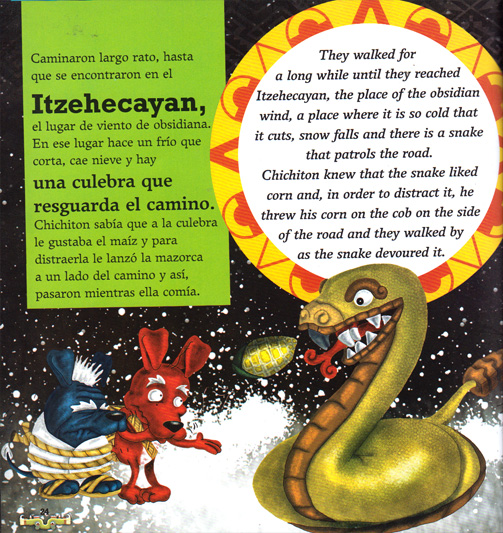 Caminaron largo rato, hasta
que se encontraron en el
Itzehecayan,
el lugar de viento de obsidiana.
En ese lugar hace un frío que
corta, cae nieve y hay
una culebra que
resguarda el camino.
Chichiton sabía que a la culebra
le gustaba el maíz y para
distraerla le lanzó la mazorca
a un lado del camino y así,
pasaron mientras ella comía.
They walked for
a long while until they reached
Itzehecayan, the place of the obsidian
wind, a place where it is so cold that
it cuts, snow falls and there is a snake
that patrols the road.
Chichiton knew that the snake liked
corn and, in order to distract it, he
threw his corn on the cob on the side
of the road and they walked by
as the snake devoured it.
24